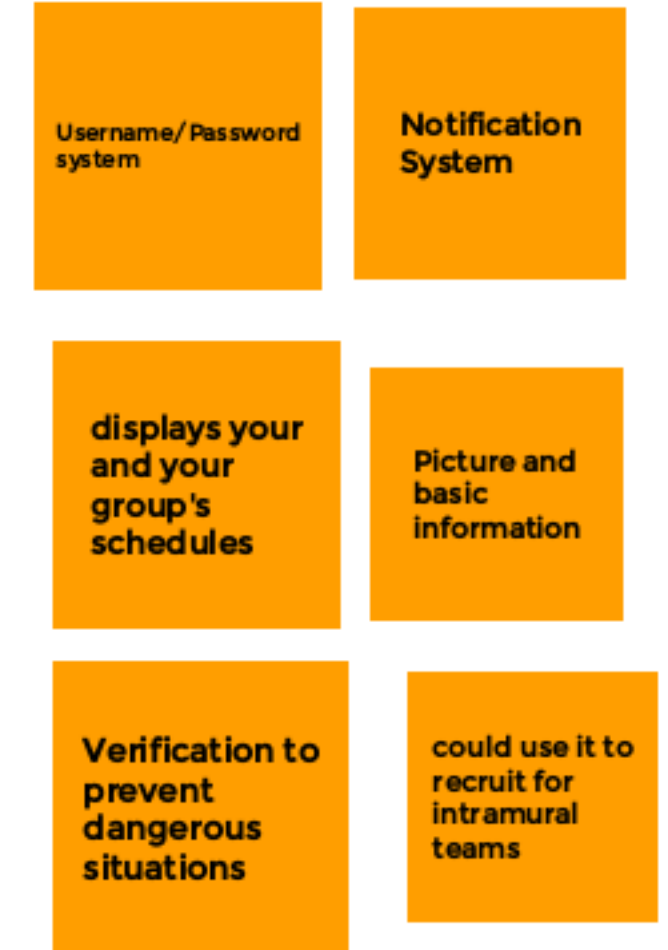 Username/Password
system
Notification
System
displays your
and your
group's
schedules
Picture and
basic
information
Verification to
prevent
dangerous
situations
could use it to
recruit for
intramural
teams